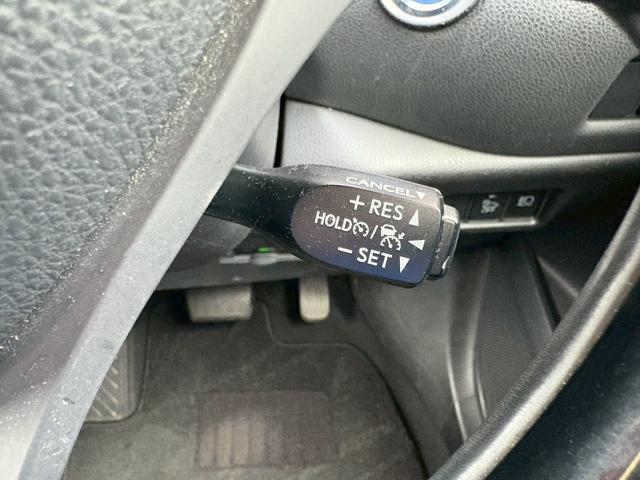 CANCEL▼
+ RES ▲
HOLD / ◀
− SET ▼